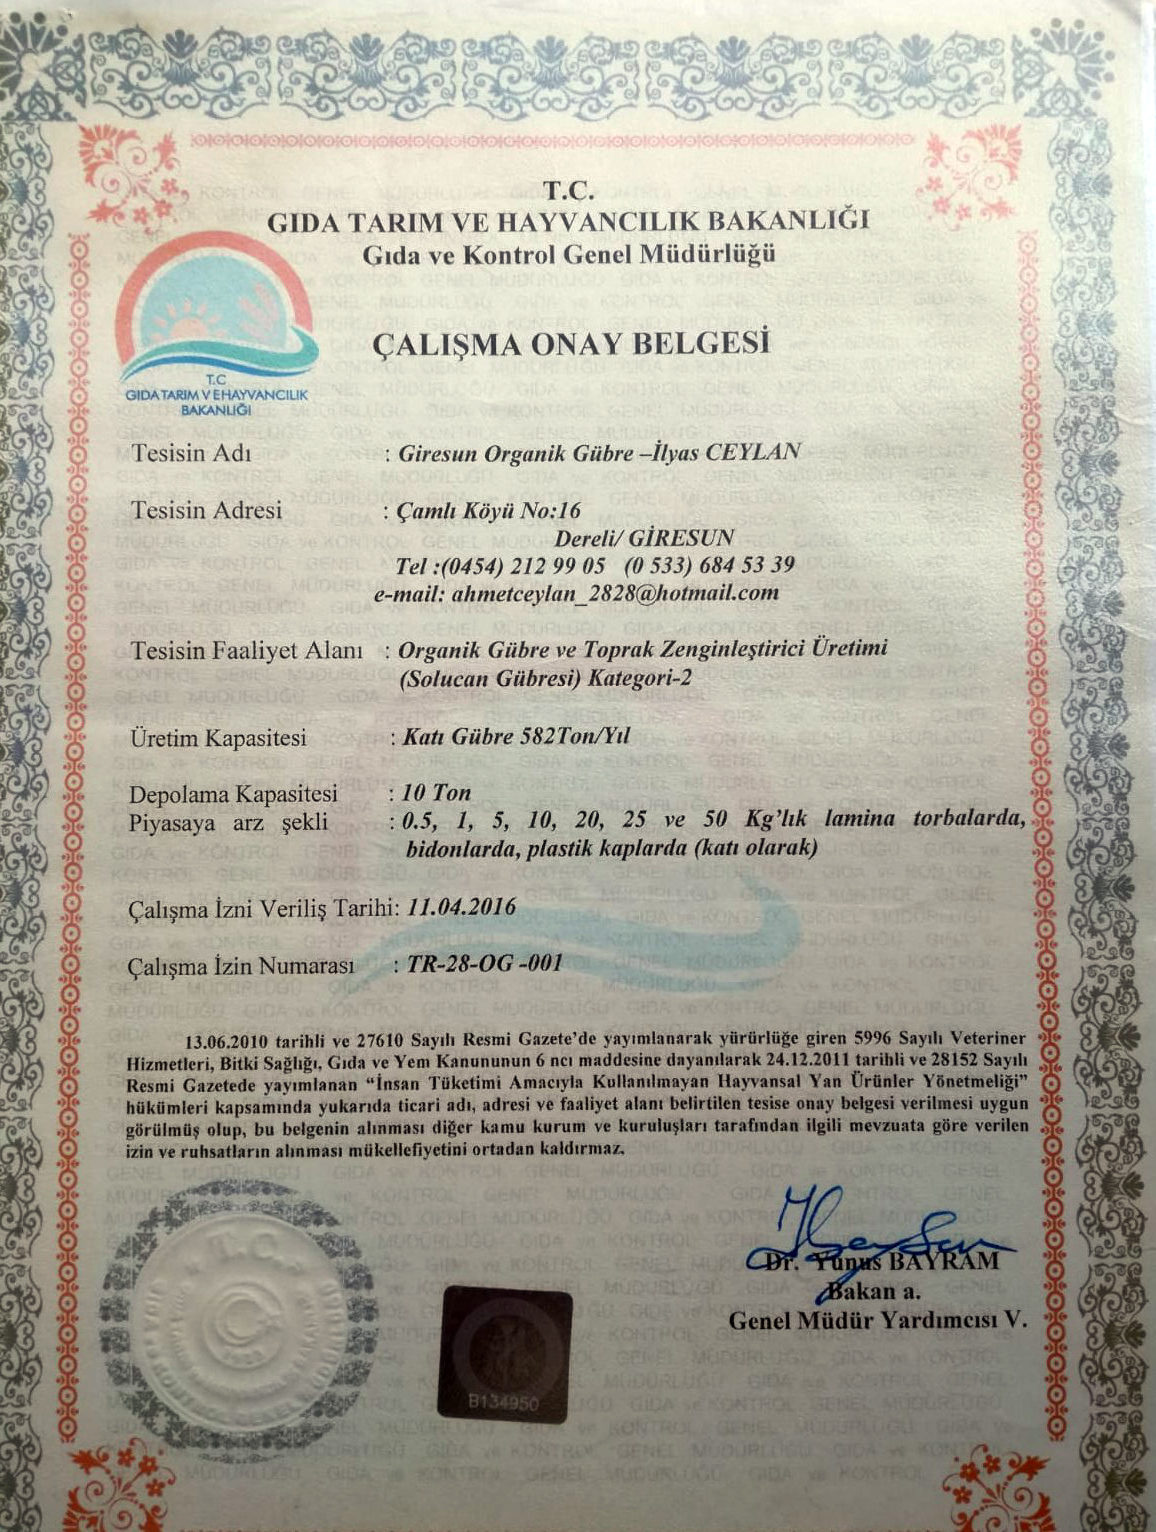 T.C.
GIDA TARIM VE HAYVANCILIK BAKANLIĞI
Gıda ve Kontrol Genel Müdürlüğü
T.C
GIDA TARIM VE HAYVANCILIK
BAKANLIĞI
ÇALIŞMA ONAY BELGESİ
Tesisin Adı : Giresun Organik Gübre –İlyas CEYLAN
Tesisin Adresi : Çamlı Köyü No:16
Dereli/ GİRESUN
Tel :(0454) 212 99 05 (0 533) 684 53 39
e-mail: ahmetceylan_2828@hotmail.com
Tesisin Faaliyet Alanı : Organik Gübre ve Toprak Zenginleştirici Üretimi
(Solucan Gübresi) Kategori-2
Üretim Kapasitesi : Katı Gübre 582Ton/Yıl
Depolama Kapasitesi : 10 Ton
Piyasaya arz şekli : 0.5, 1, 5, 10, 20, 25 ve 50 Kg’lık lamina torbalarda,
bidonlarda, plastik kaplarda (katı olarak)
Çalışma İzni Veriliş Tarihi: 11.04.2016
Çalışma İzin Numarası : TR-28-OG -001
13.06.2010 tarihli ve 27610 Sayılı Resmi Gazete’de yayımlanarak yürürlüğe giren 5996 Sayılı Veteriner
Hizmetleri, Bitki Sağlığı, Gıda ve Yem Kanununun 6 ncı maddesine dayanılarak 24.12.2011 tarihli ve 28152 Sayılı
Resmi Gazetede yayımlanan “İnsan Tüketimi Amacıyla Kullanılmayan Hayvansal Yan Ürünler Yönetmeliği”
hükümleri kapsamında yukarıda ticari adı, adresi ve faaliyet alanı belirtilen tesise onay belgesi verilmesi uygun
görülmüş olup, bu belgenin alınması diğer kamu kurum ve kuruluşları tarafından ilgili mevzuata göre verilen
izin ve ruhsatların alınması mükellefiyetini ortadan kaldırmaz.
Dr. Yunus BAYRAM
Bakan a.
Genel Müdür Yardımcısı V.
T.C.
B134950